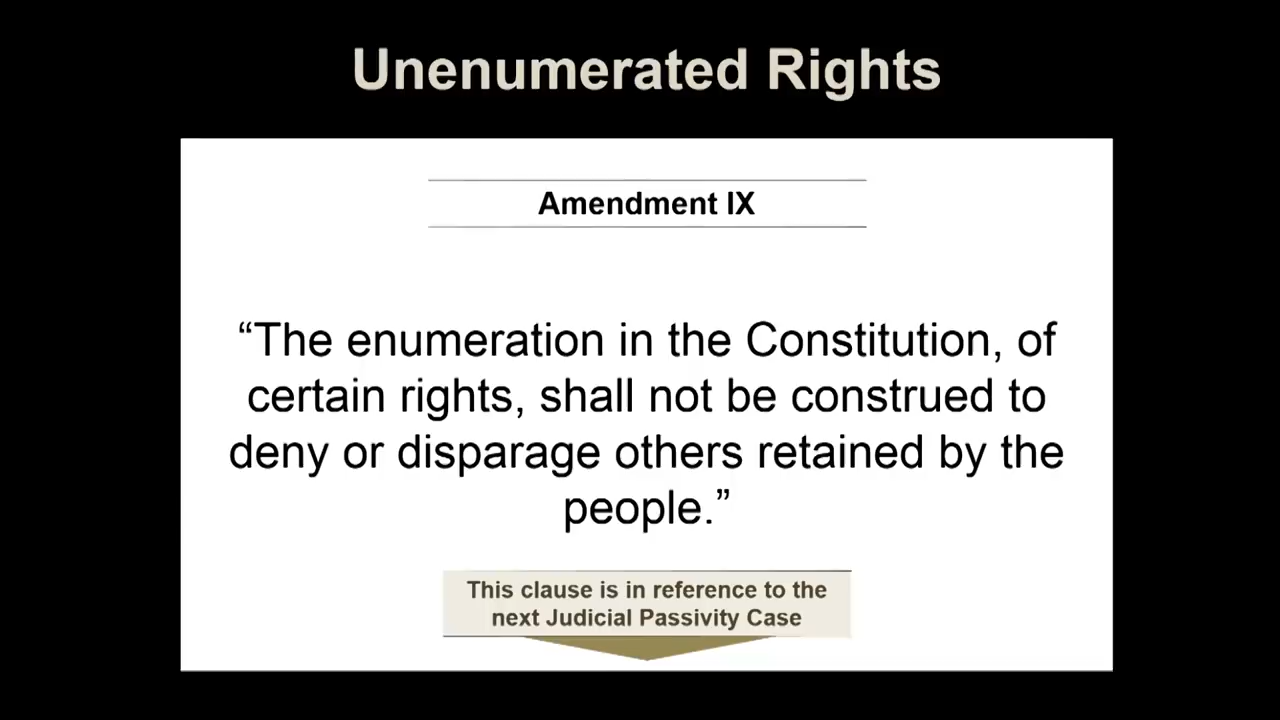 Unenumerated Rights
Amendment IX
“The enumeration in the Constitution, of
certain rights, shall not be construed to
deny or disparage others retained by the
people.”
This clause is in reference to the
next Judicial Passivity Case